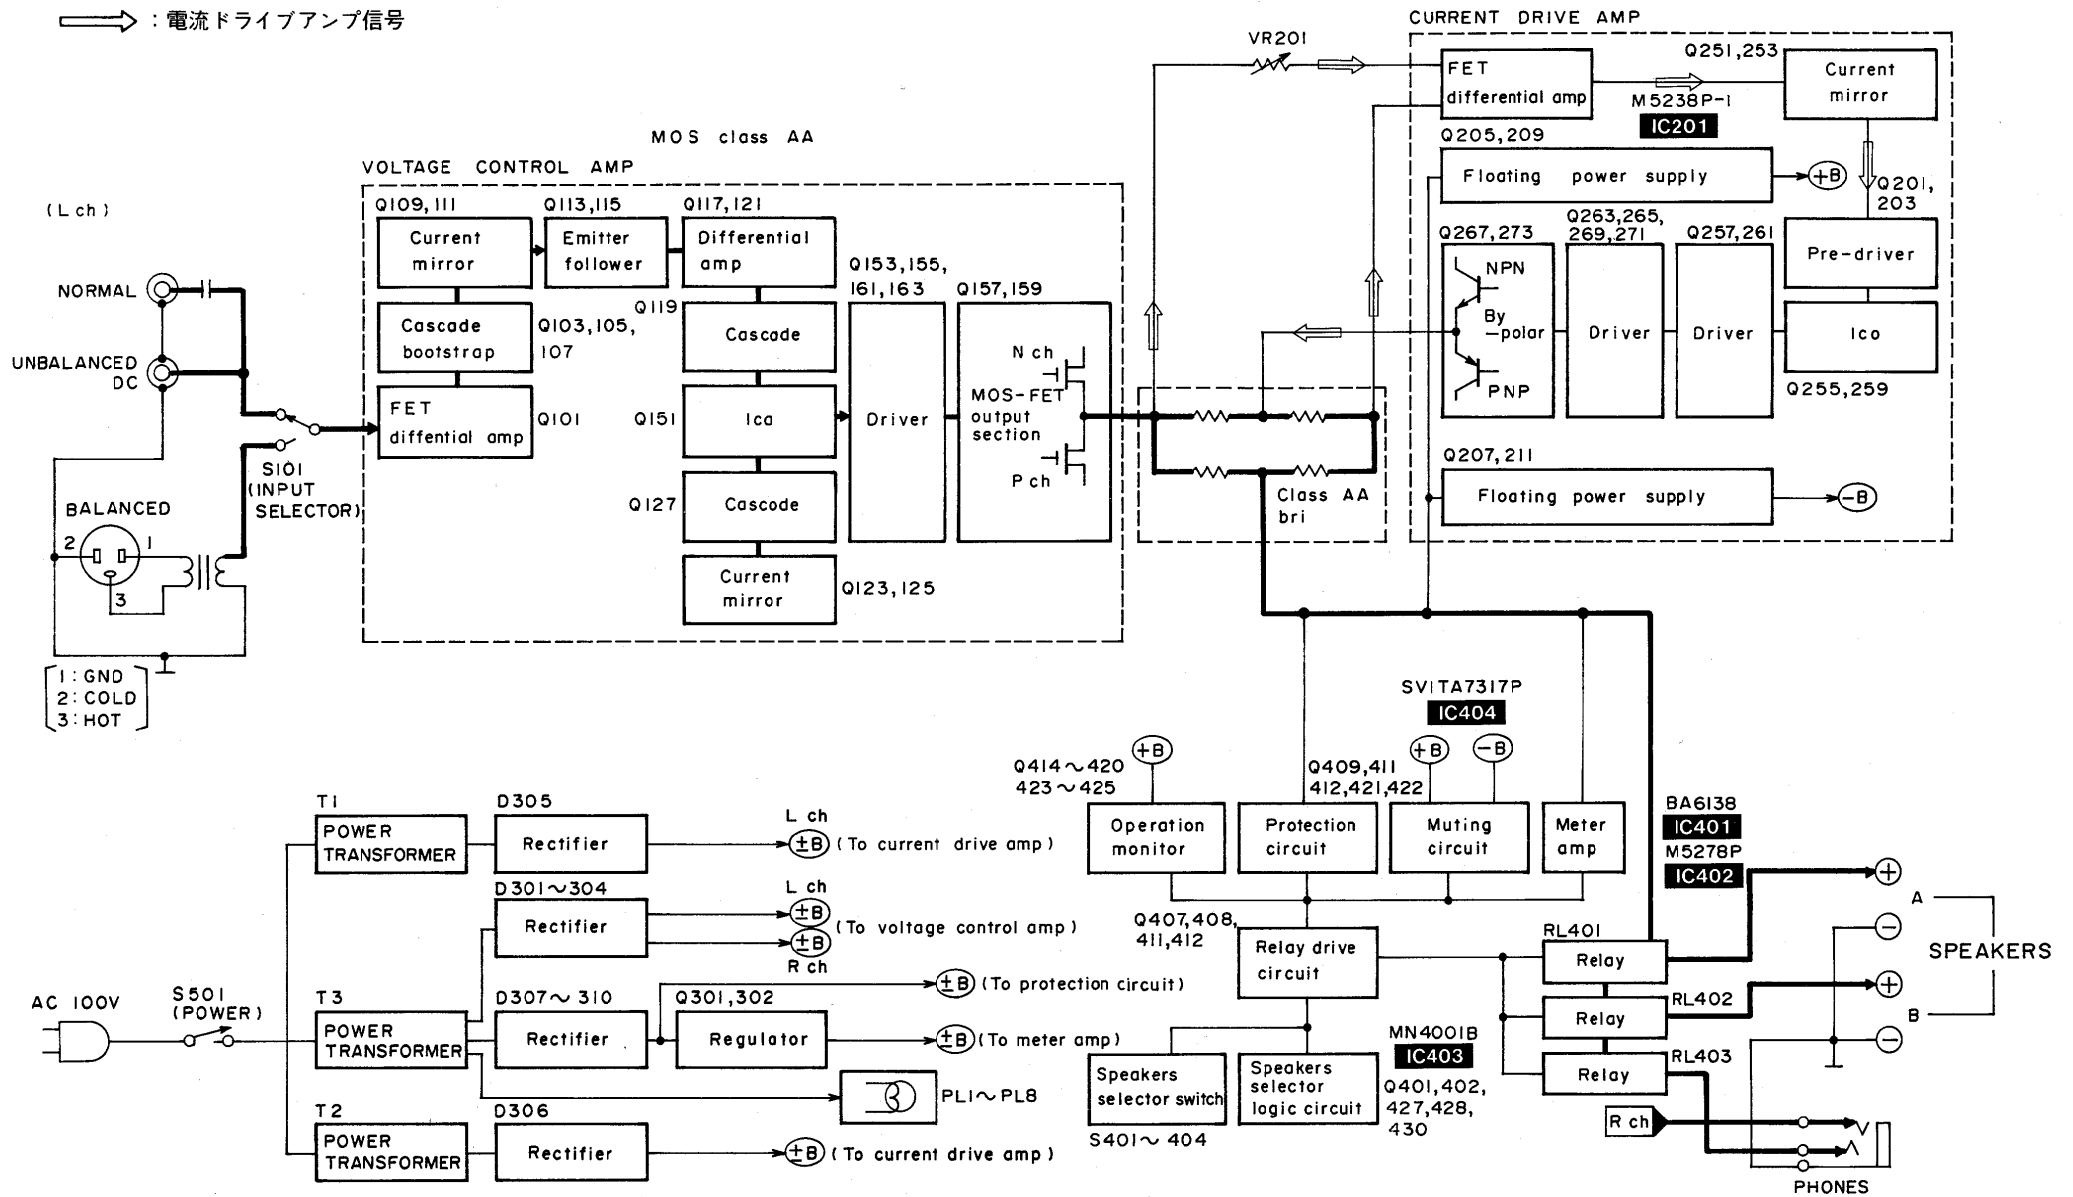 ：電流ドライブアンプ信号
CURRENT DRIVE AMP
VR201
FET
differential amp
Q251,253
M5238P-1
IC201
Current
mirror
Q205,209
Floating power supply
+B
Q201,
203
Q267,273
NPN
By
-polar
PNP
Q263,265,
269,271
Driver
Q257,261
Driver
Pre-driver
Ico
Q255,259
Q207,211
Floating power supply
-B
MOS class AA
VOLTAGE CONTROL AMP
Q109,111
Current
mirror
Q113,115
Emitter
follower
Q117,121
Differential
amp
Cascade
bootstrap
Q103,105,
107
FET
diffential amp
Q101
Q119
Cascade
Q151
Ica
Q127
Cascode
Current
mirror
Q123,125
Q153,155,
161,163
Driver
Q157,159
N ch
MOS-FET
output
section
P ch
Class AA
bri
(L ch)
NORMAL
UNBALANCED
DC
S101
(INPUT
SELECTOR)
BALANCED
2
1
3
1:GND
2:COLD
3:HOT
SVITA7317P
IC404
+B
Q414～420
423～425
Operation
monitor
Protection
circuit
Q409,411
412,421,422
+B
-B
Muting
circuit
Meter
amp
BA6138
IC401
M5278P
IC402
Q407,408,
411,412
Relay drive
circuit
Speakers
selector switch
S401～404
Speakers
selector
logic circuit
MN4001B
IC403
Q401,402,
427,428,
430
RL401
Relay
RL402
Relay
RL403
Relay
+
A
-
SPEAKERS
+
B
-
R ch
PHONES
AC 100V
S501
(POWER)
T1
POWER
TRANSFORMER
D305
Rectifier
L ch
±B (To current drive amp)
D301～304
Rectifier
L ch
±B
(To voltage control amp)
±B
R ch
T3
POWER
TRANSFORMER
D307～310
Rectifier
Q301,302
Regulator
±B (To protection circuit)
±B (To meter amp)
PL1～PL8
T2
POWER
TRANSFORMER
D306
Rectifier
±B (To current drive amp)